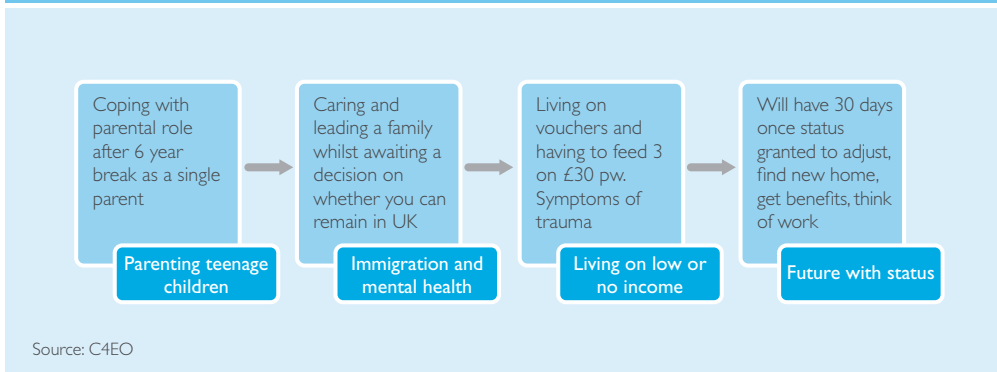 Coping with
parental role
after 6 year
break as a single
parent
Parenting teenage
children
Caring and
leading a family
whilst awaiting a
decision on
whether you can
remain in UK
Immigration and
mental health
Living on
vouchers and
having to feed 3
on £30 pw.
Symptoms of
trauma
Living on low or
no income
Will have 30 days
once status
granted to adjust,
find new home,
get benefits, think
of work
Future with status
Source: C4EO